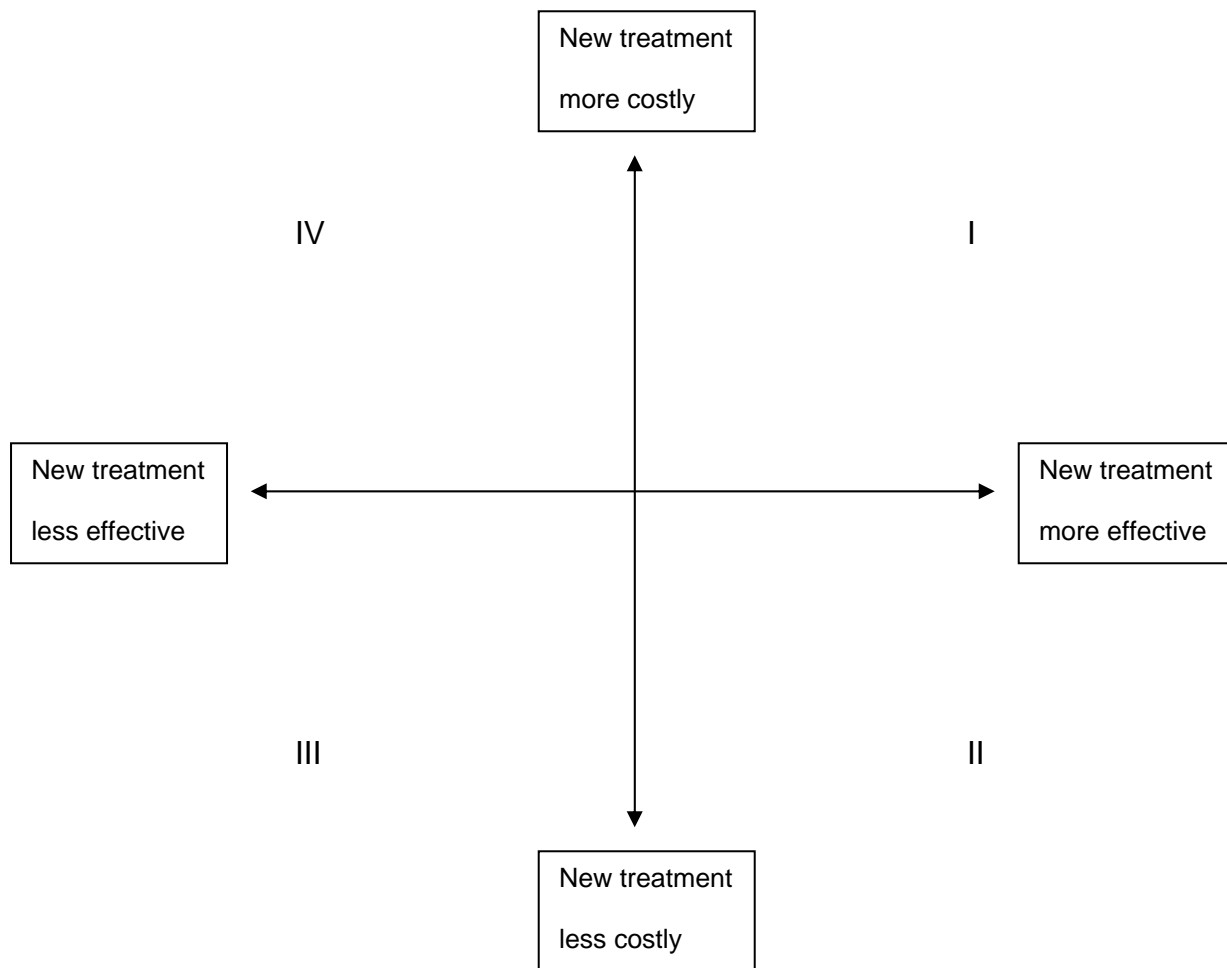 New treatment
more costly
IV
I
New treatment
less effective
New treatment
more effective
III
II
New treatment
less costly